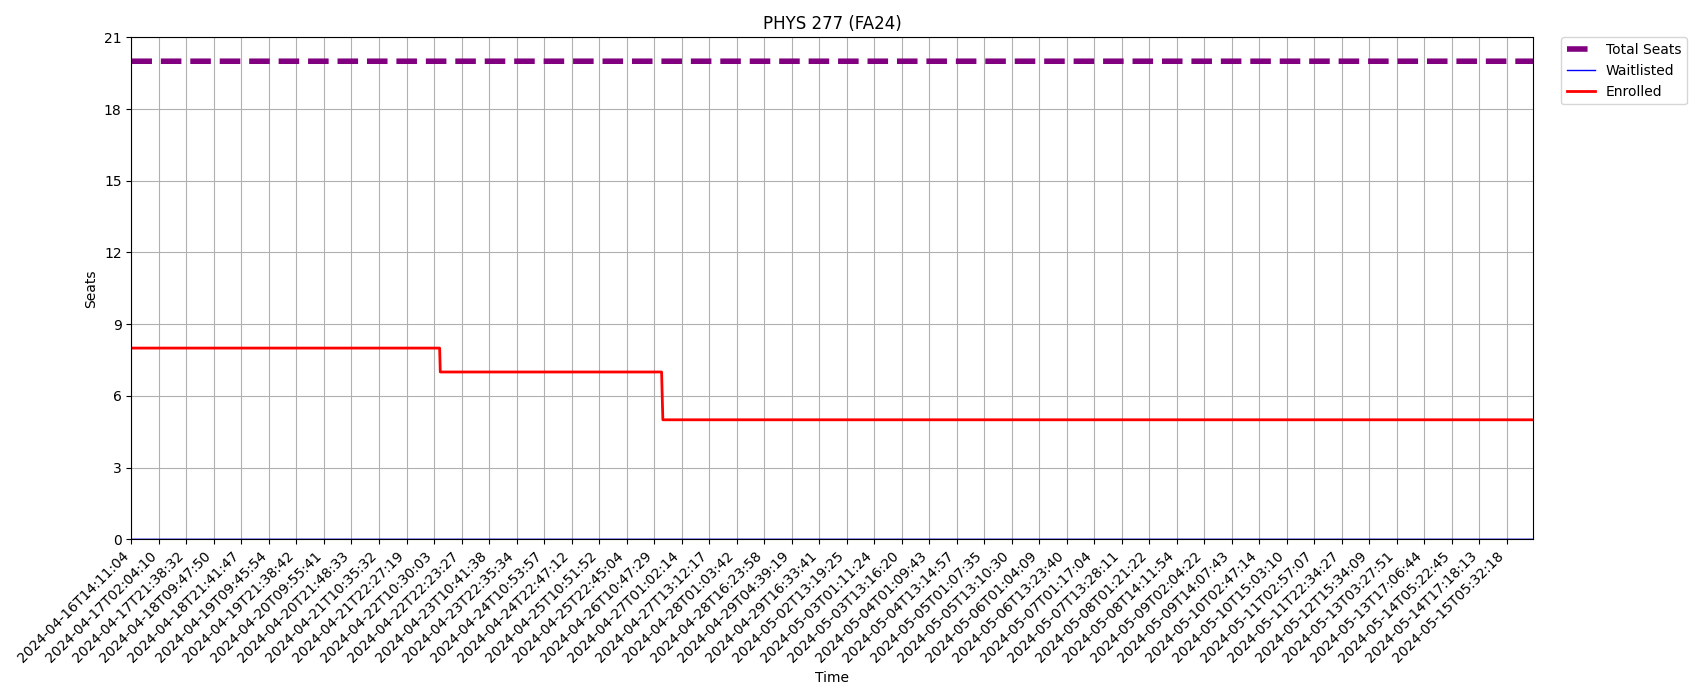 PHYS 277 (FA24)
Total Seats
Waitlisted
Enrolled
Seats
21
18
15
12
9
6
3
0
2024-04-16T14:11:04
2024-04-17T02:04:10
2024-04-17T21:38:32
2024-04-18T09:47:50
2024-04-18T21:41:47
2024-04-19T09:45:54
2024-04-19T21:38:42
2024-04-20T09:55:41
2024-04-20T21:48:33
2024-04-21T10:35:32
2024-04-21T22:27:19
2024-04-22T10:30:03
2024-04-22T22:23:27
2024-04-23T10:41:38
2024-04-23T22:35:34
2024-04-24T10:53:57
2024-04-24T22:47:12
2024-04-25T10:51:52
2024-04-25T22:45:04
2024-04-26T10:47:29
2024-04-27T01:02:14
2024-04-27T13:12:17
2024-04-28T01:03:42
2024-04-28T16:23:58
2024-04-29T04:39:19
2024-04-29T16:33:41
2024-05-02T13:19:25
2024-05-03T01:11:24
2024-05-03T13:16:20
2024-05-04T01:09:43
2024-05-04T13:14:57
2024-05-05T01:07:35
2024-05-05T13:10:30
2024-05-06T01:04:09
2024-05-06T13:23:40
2024-05-07T01:17:04
2024-05-07T13:28:11
2024-05-08T01:21:22
2024-05-08T14:11:54
2024-05-09T02:04:22
2024-05-09T14:07:43
2024-05-10T02:47:14
2024-05-10T15:03:10
2024-05-11T02:57:07
2024-05-11T22:34:27
2024-05-12T15:34:09
2024-05-13T03:27:51
2024-05-13T17:06:44
2024-05-14T05:22:45
2024-05-14T17:18:13
2024-05-15T05:32:18
Time